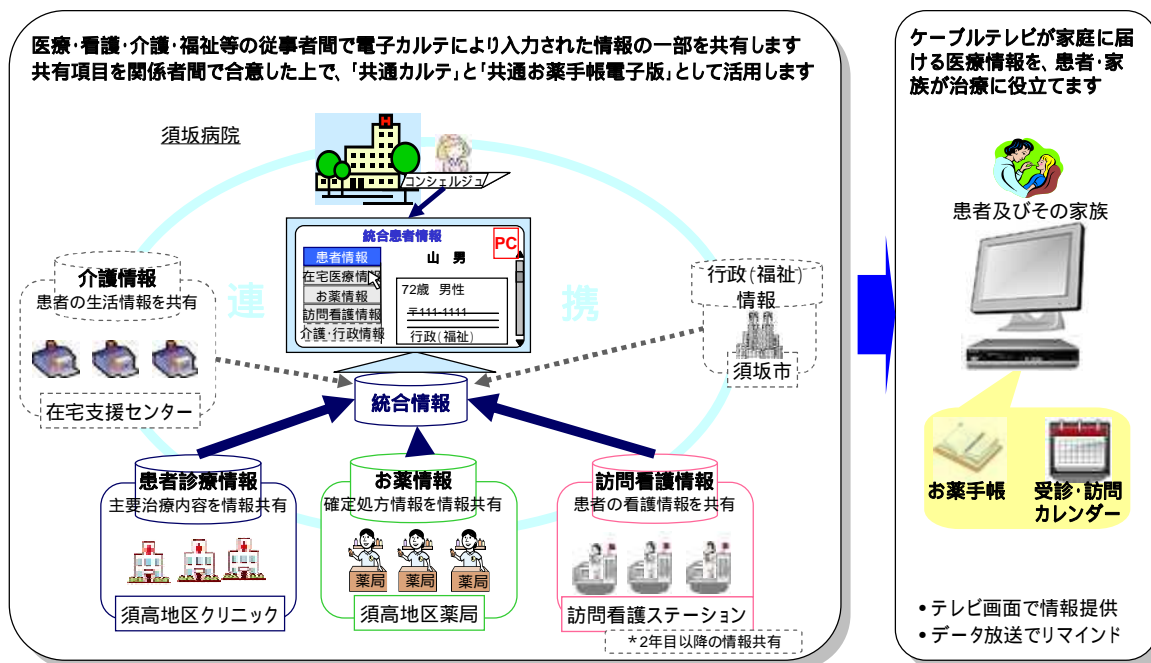 医療・看護・介護・福祉等の従事者間で電子カルテにより入力された情報の一部を共有します
共有項目を関係者間で合意した上で、「共通カルテ」と「共通お薬手帳電子版」として活用します
須坂病院
H
コンシェルジュ
統合患者情報
PC
患者情報
在宅医療情報
お薬情報
訪問看護情報
介護・行政情報
山 男
72歳 男性
〒111-1111
行政(福祉)
連
携
介護情報
患者の生活情報を共有
在宅支援センター
行政(福祉)
情報
須坂市
統合情報
患者診療情報
主要治療内容を情報共有
須高地区クリニック
お薬情報
確定処方情報を情報共有
薬局
薬局
薬局
須高地区薬局
訪問看護情報
患者の看護情報を共有
訪問看護ステーション
*2年目以降の情報共有
ケーブルテレビが家庭に届
ける医療情報を、患者・家
族が治療に役立てます
患者及びその家族
お薬手帳
受診・訪問
カレンダー
•テレビ画面で情報提供
•データ放送でリマインド